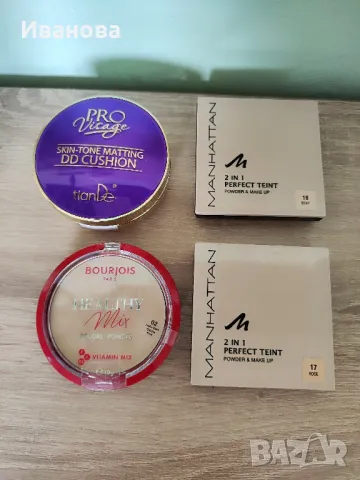 Иванова
PRO
Visage
SKIN-TONE MATTING
DD CUSHION
tianDe
MANHATTAN
M
2 IN 1
PERFECT TEINT
POWDER & MAKE UP
18
BOURJOIS
PARIS
HEALTHY
Mix
VITAMIN MIX
MANHATTAN
M
2 IN 1
PERFECT TEINT
POWDER & MAKE UP
17
BAZAR